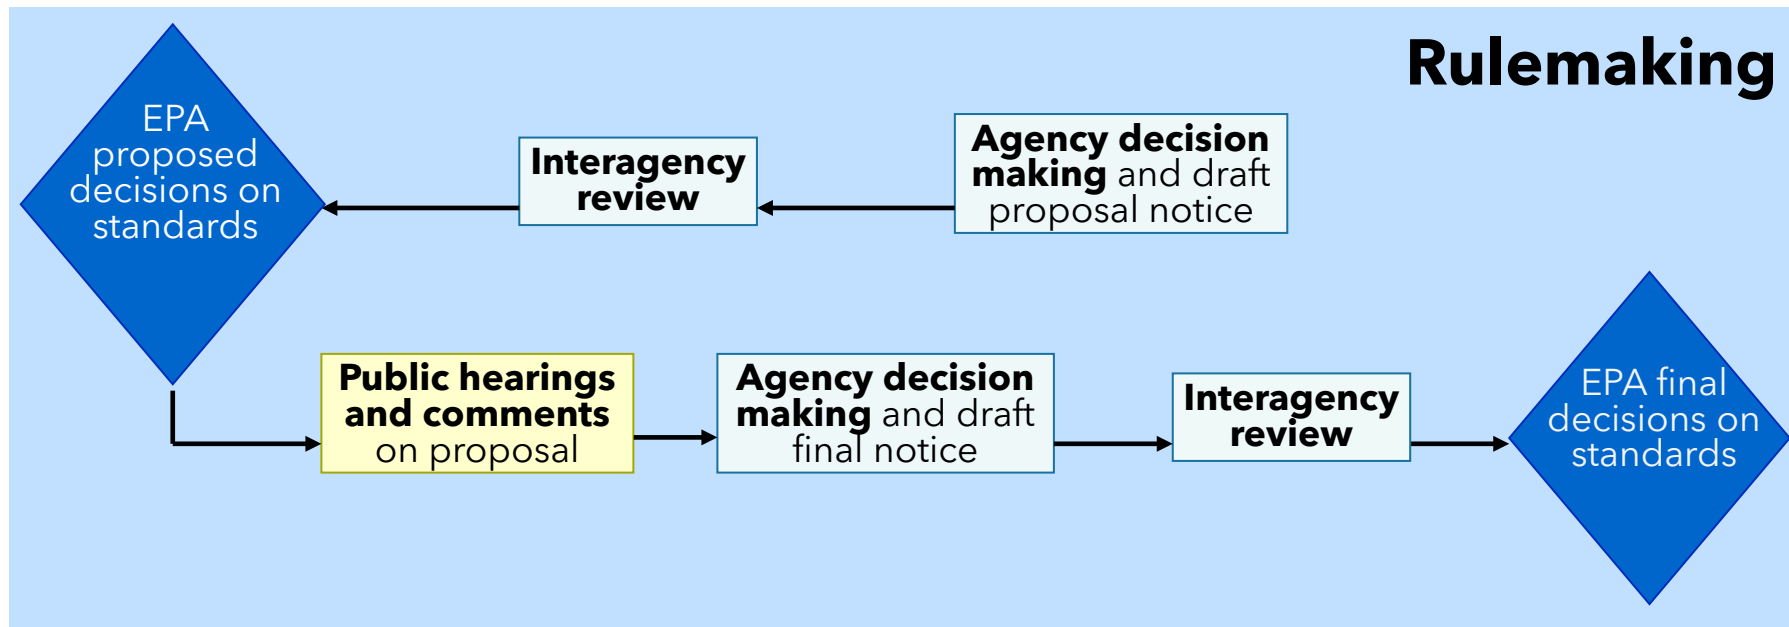 Rulemaking
EPA
proposed
decisions on
standards
Interagency
review
Agency decision
making and draft
proposal notice
Public hearings
and comments
on proposal
Agency decision
making and draft
final notice
Interagency
review
EPA final
decisions on
standards